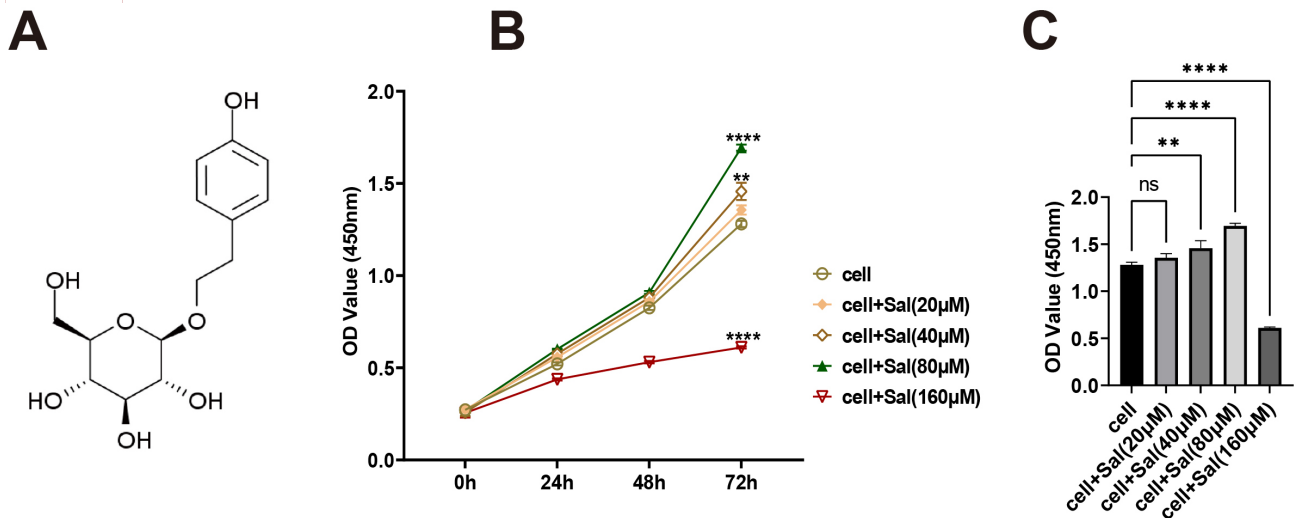 A
B
C
OH
OH
O
O
HO
OH
OH
OD Value (450nm)
2.0
1.5
1.0
0.5
0.0
0h
24h
48h
72h
****
**
****
cell
cell+Sal(20μM)
cell+Sal(40μM)
cell+Sal(80μM)
cell+Sal(160μM)
****
****
**
ns
OD Value (450nm)
2.0
1.5
1.0
0.5
0.0
cell
cell+Sal(20μM)
cell+Sal(40μM)
cell+Sal(80μM)
cell+Sal(160μM)